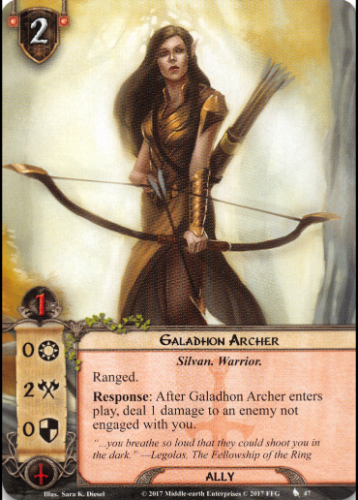 2
1
0
2
0
1
GALADHON ARCHER
Silvan. Warrior.
Ranged.
Response: After Galadhon Archer enters
play, deal 1 damage to an enemy not
engaged with you.
"...you breathe so loud that they could shoot you in
the dark." —Legolas, The Fellowship of the Ring
ALLY
Illus. Sara K. Diesel
© 2017 Middle-earth Enterprises © 2017 FFG
47